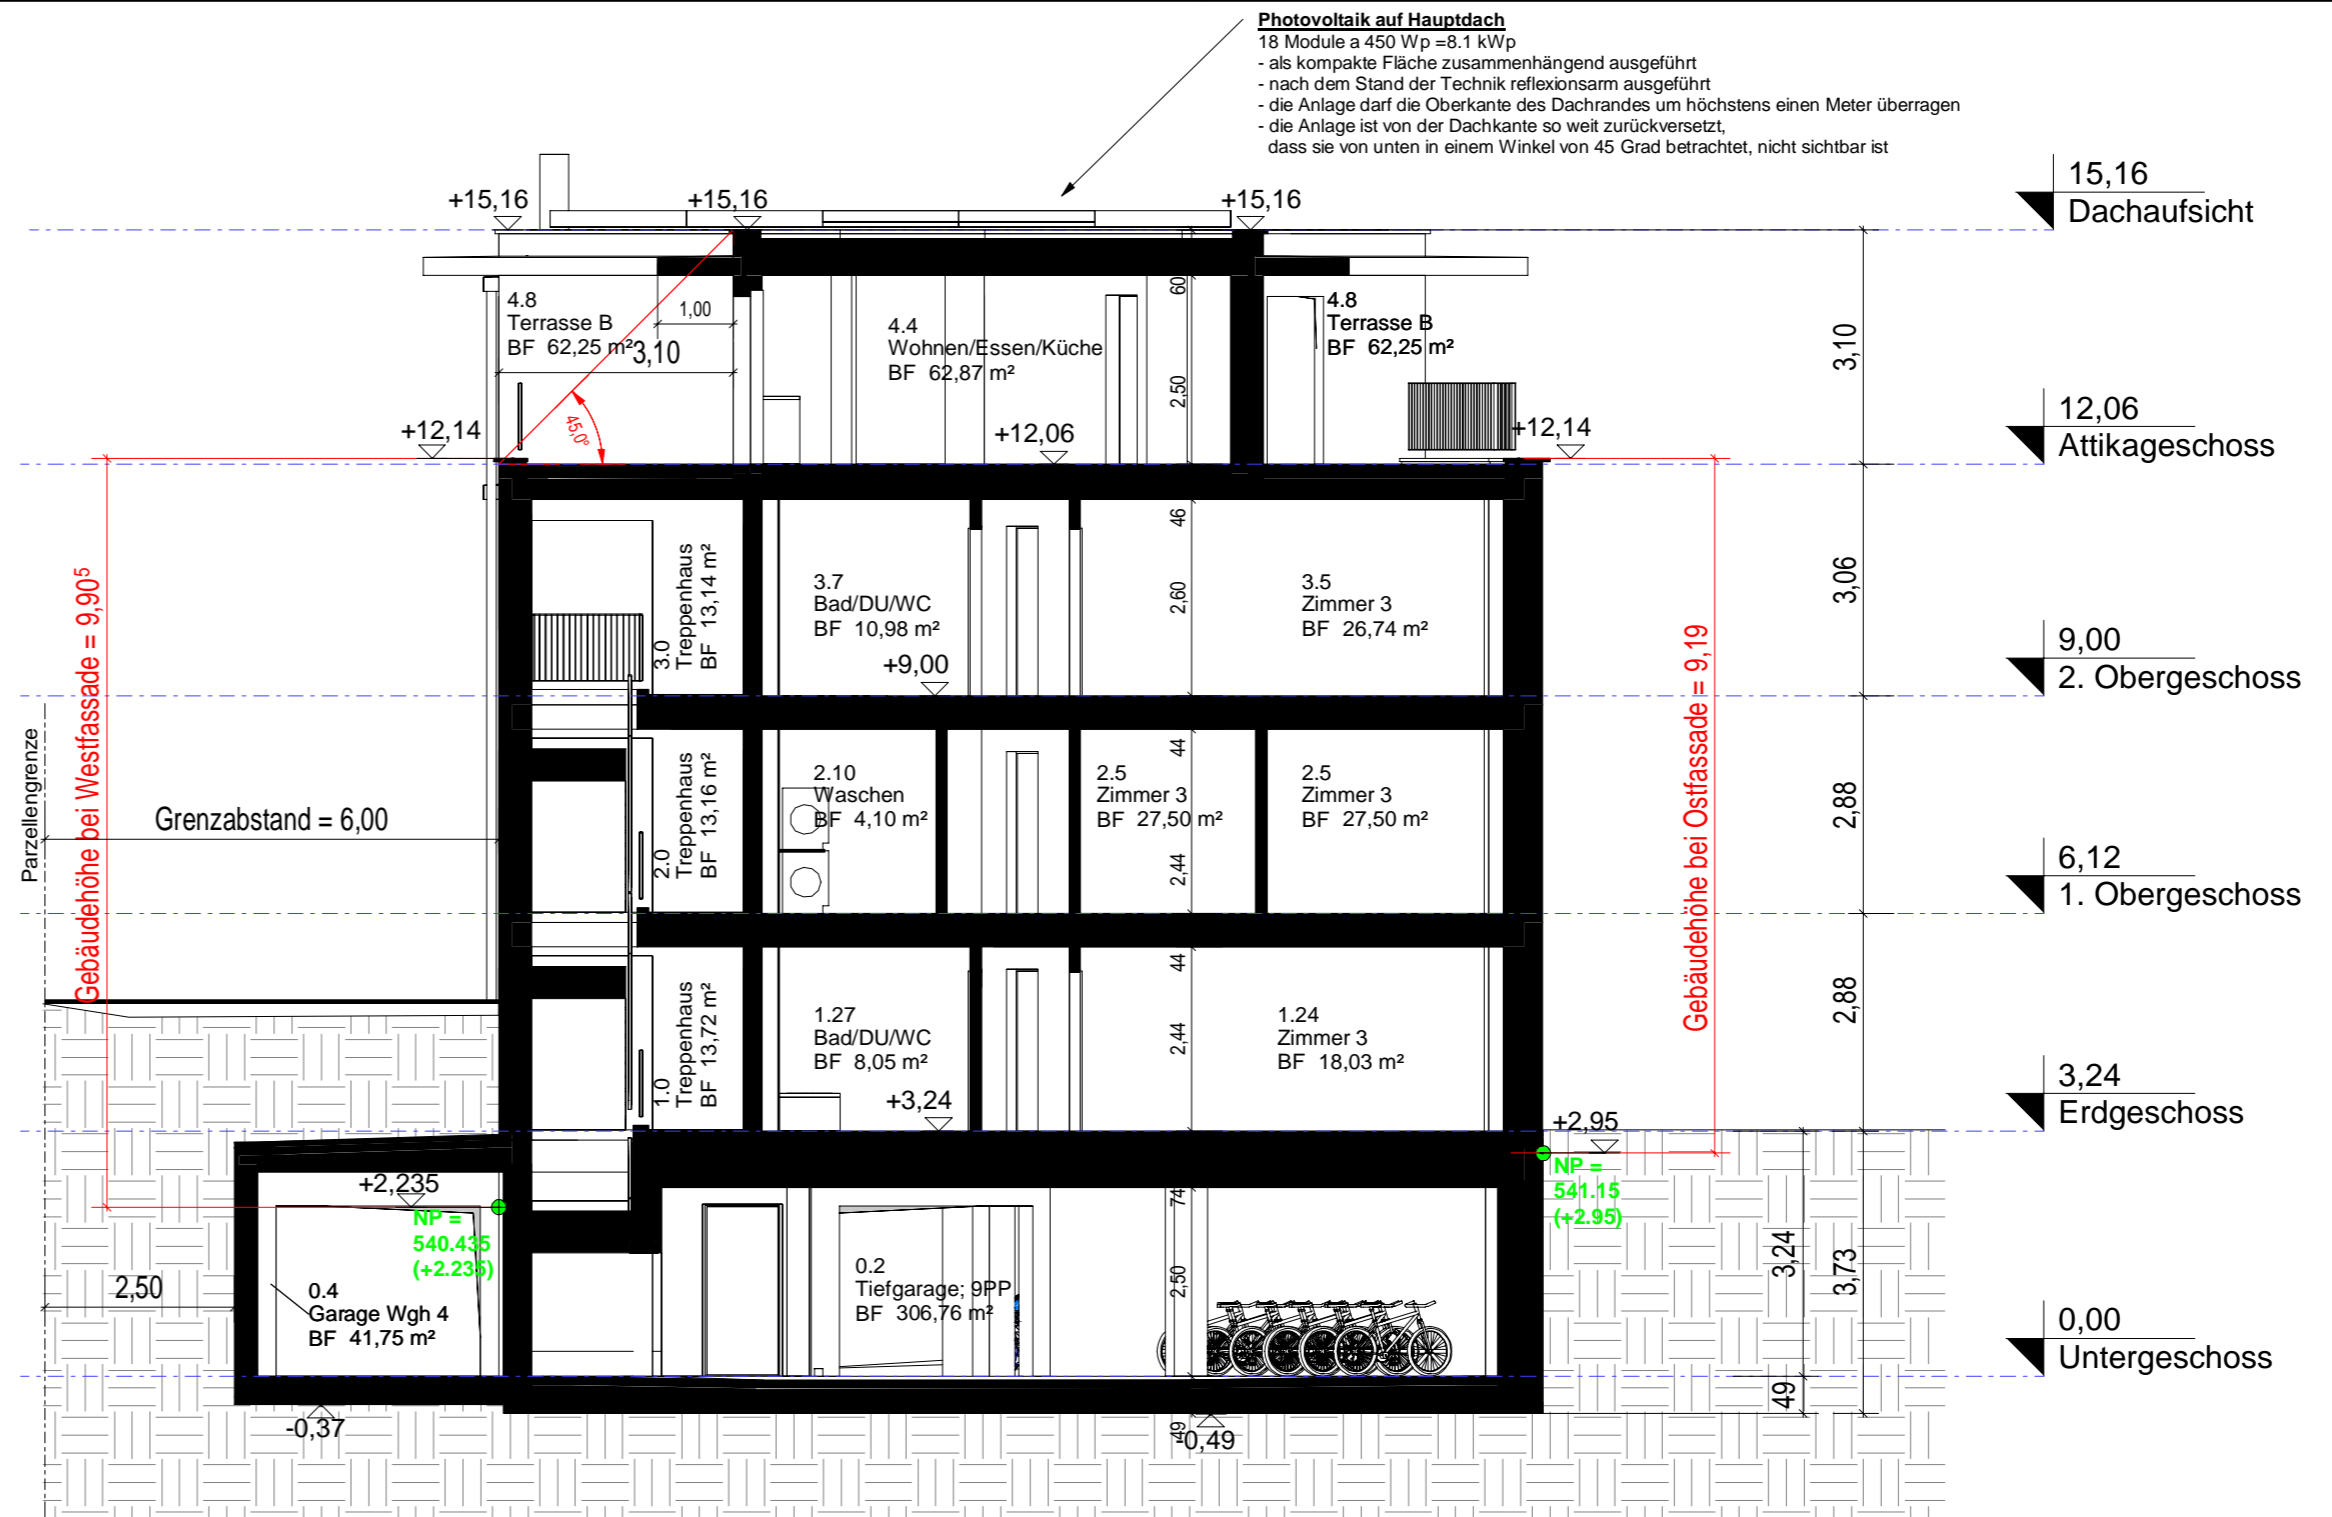 Photovoltaik auf Hauptdach
18 Module a 450 Wp =8.1 kWp
- als kompakte Fläche zusammenhängend ausgeführt
- nach dem Stand der Technik reflexionsarm ausgeführt
- die Anlage darf die Oberkante des Dachrandes um höchstens einen Meter überragen
- die Anlage ist von der Dachkante so weit zurückversetzt,
dass sie von unten in einem Winkel von 45 Grad betrachtet, nicht sichtbar ist
+15,16
+15,16
+15,16
15,16
Dachaufsicht
4.8
Terrasse B
BF 62,25 m²
1,00
3,10
45,0°
4.4
Wohnen/Essen/Küche
BF 62,87 m²
60
2,50
4.8
Terrasse B
BF 62,25 m²
3,10
+12,14
+12,06
+12,14
12,06
Attikageschoss
Gebäudehöhe bei Westfassade = 9,90⁵
3.0
Treppenhaus
BF 13,14 m²
3.7
Bad/DU/WC
BF 10,98 m²
46
2,60
3.5
Zimmer 3
BF 26,74 m²
3,06
+9,00
9,00
2. Obergeschoss
Gebäudehöhe bei Ostfassade = 9,19
Parzellengrenze
Grenzabstand = 6,00
2.0
Treppenhaus
BF 13,16 m²
2.10
Waschen
BF 4,10 m²
2.5
Zimmer 3
BF 27,50 m²
44
2,44
2.5
Zimmer 3
BF 27,50 m²
2,88
6,12
1. Obergeschoss
1.0
Treppenhaus
BF 13,72 m²
1.27
Bad/DU/WC
BF 8,05 m²
44
2,44
1.24
Zimmer 3
BF 18,03 m²
2,88
+3,24
3,24
Erdgeschoss
+2,95
NP =
541.15
(+2.95)
+2,235
NP =
540.435
(+2.235)
2,50
0.4
Garage Wgh 4
BF 41,75 m²
0.2
Tiefgarage; 9PP
BF 306,76 m²
74
2,50
3,24
3,73
0,00
Untergeschoss
49
-0,37
49
-0,49